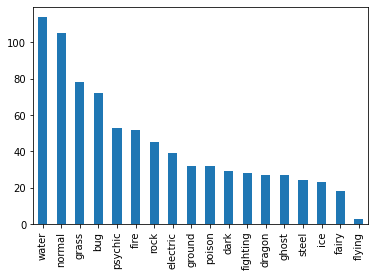 100
80
60
40
20
0
water
normal
grass
bug
psychic
fire
rock
electric
ground
poison
dark
fighting
dragon
ghost
steel
ice
fairy
flying